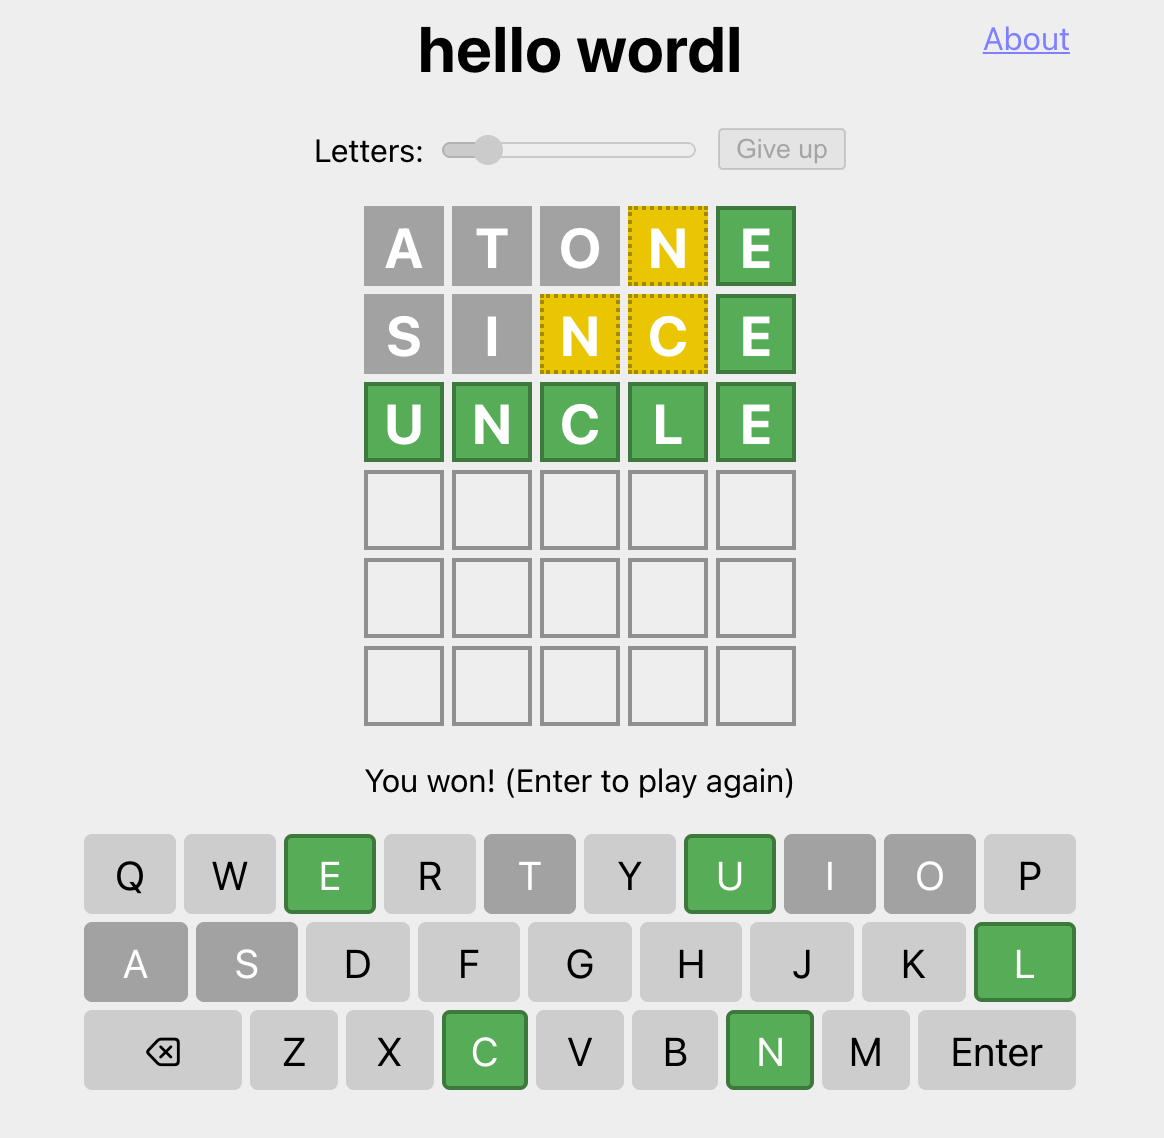 hello wordl
About
Letters: Give up
A T O N E
S I N C E
U N C L E
You won! (Enter to play again)
Q W E R T Y U I O P
A S D F G H J K L
Z X C V B N M Enter